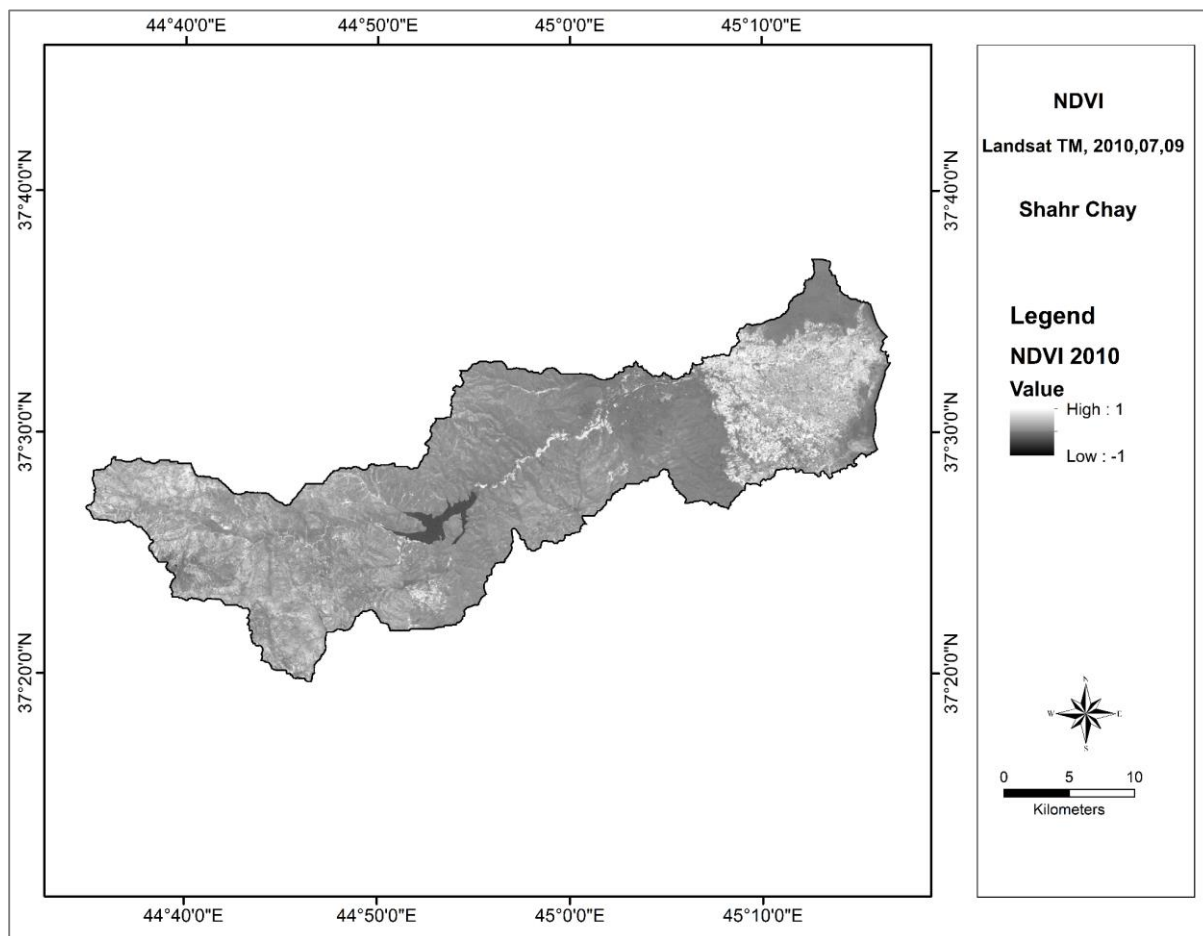 44°40'0"E 44°50'0"E 45°0'0"E 45°10'0"E
37°40'0"N 37°40'0"N
37°30'0"N 37°30'0"N
37°20'0"N 37°20'0"N
44°40'0"E 44°50'0"E 45°0'0"E 45°10'0"E
NDVI
Landsat TM, 2010,07,09
Shahr Chay
Legend
NDVI 2010
Value
High : 1
Low : -1
N
W E
S
0 5 10
Kilometers